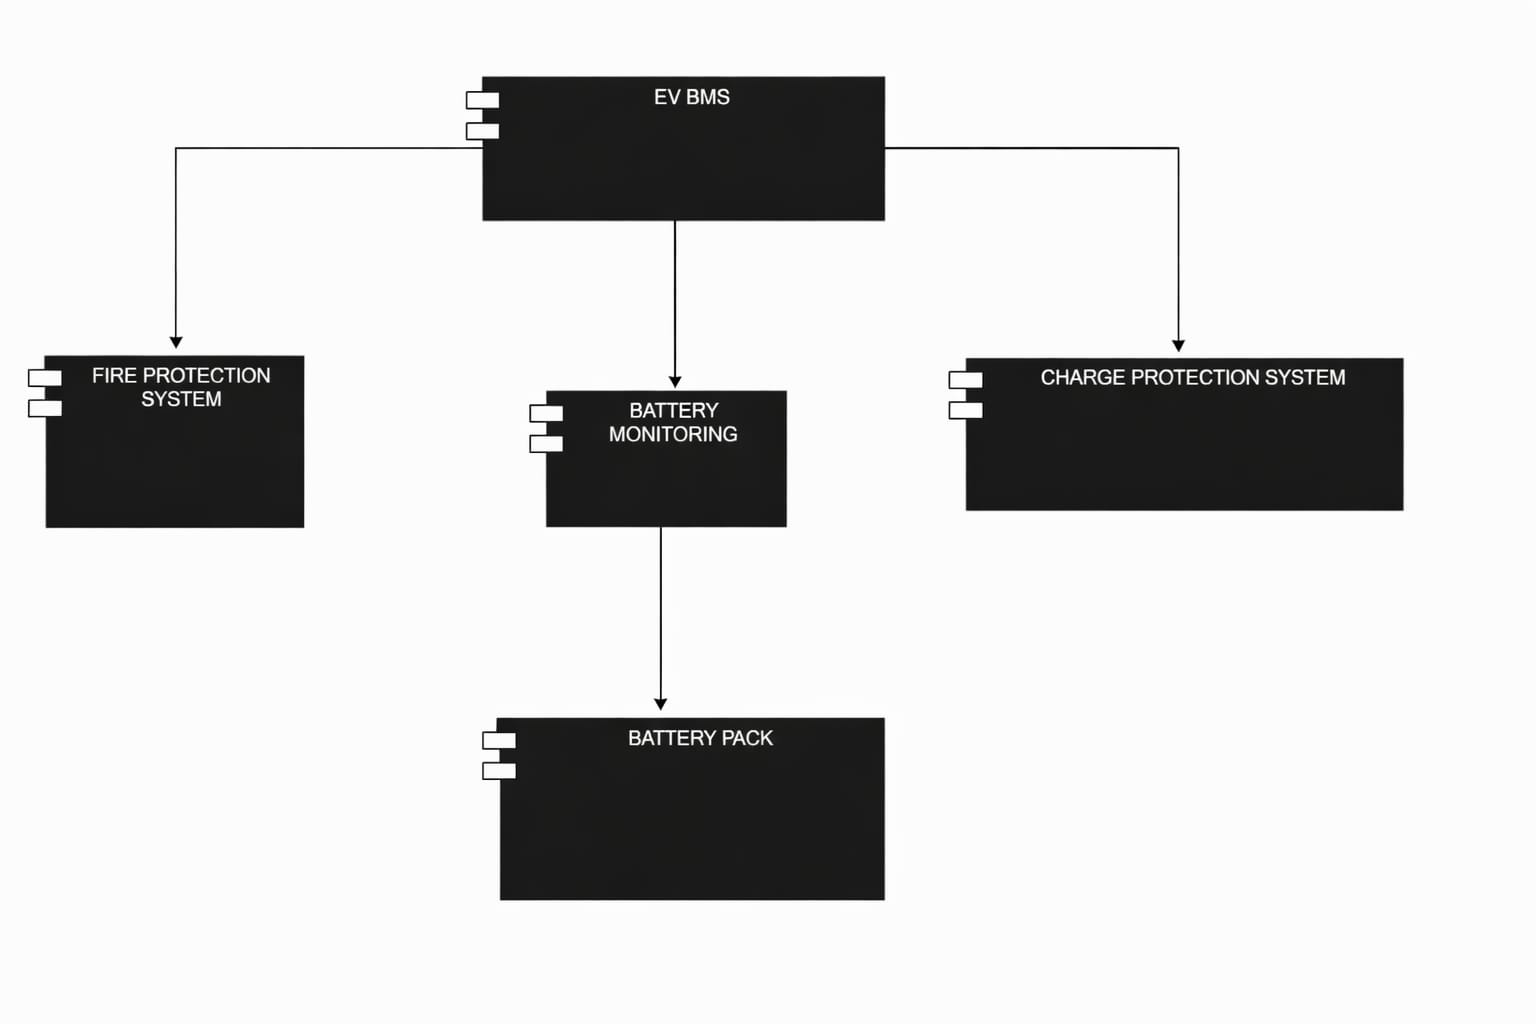 EV BMS
FIRE PROTECTION
SYSTEM
BATTERY
MONITORING
CHARGE PROTECTION SYSTEM
BATTERY PACK